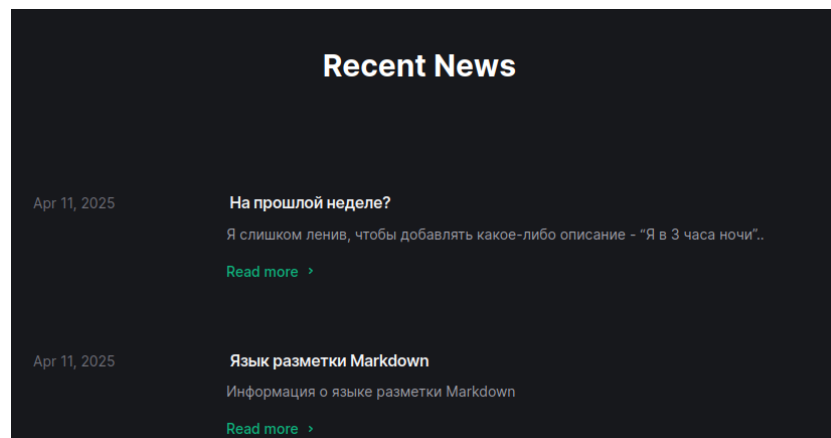 Recent News
Apr 11, 2025
На прошлой неделе?
Я слишком ленив, чтобы добавлять какое-либо описание - “Я в 3 часа ночи”..
Read more ›
Apr 11, 2025
Язык разметки Markdown
Информация о языке разметки Markdown
Read more ›